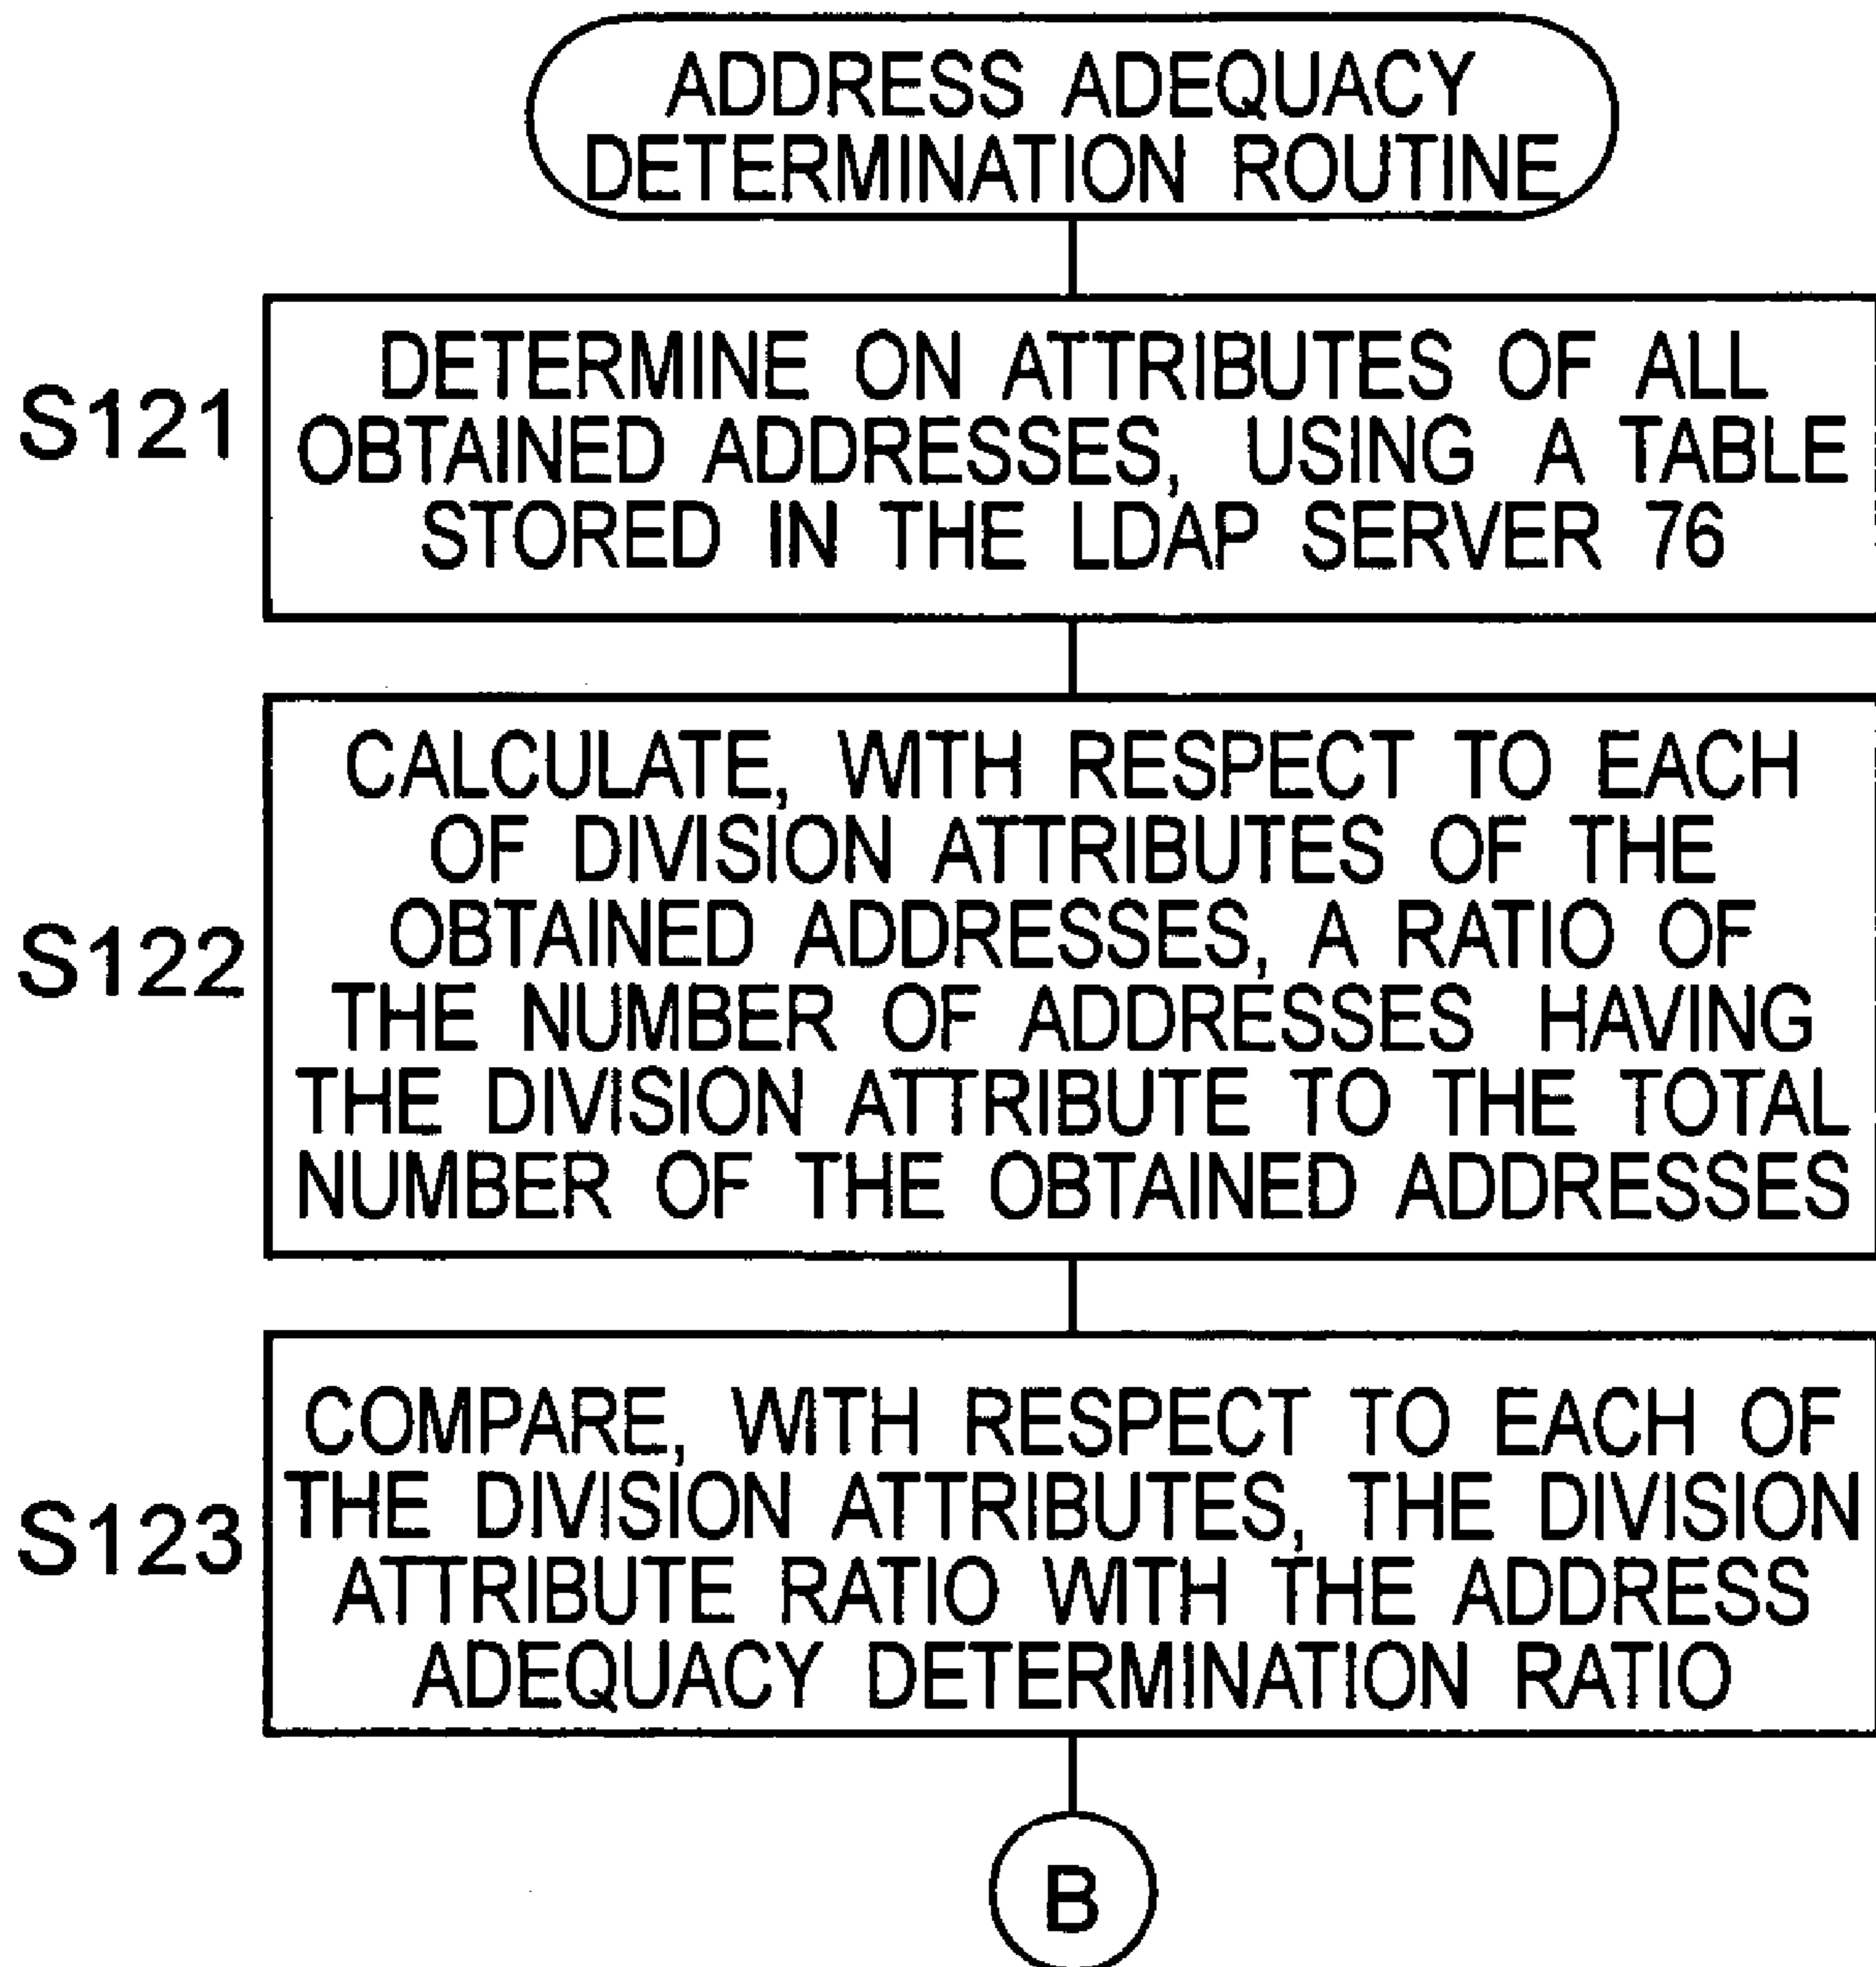 ADDRESS ADEQUACY
DETERMINATION ROUTINE
S121
DETERMINE ON ATTRIBUTES OF ALL
OBTAINED ADDRESSES, USING A TABLE
STORED IN THE LDAP SERVER 76
S122
CALCULATE, WITH RESPECT TO EACH
OF DIVISION ATTRIBUTES OF THE
OBTAINED ADDRESSES, A RATIO OF
THE NUMBER OF ADDRESSES HAVING
THE DIVISION ATTRIBUTE TO THE TOTAL
NUMBER OF THE OBTAINED ADDRESSES
S123
COMPARE, WITH RESPECT TO EACH OF
THE DIVISION ATTRIBUTES, THE DIVISION
ATTRIBUTE RATIO WITH THE ADDRESS
ADEQUACY DETERMINATION RATIO
B